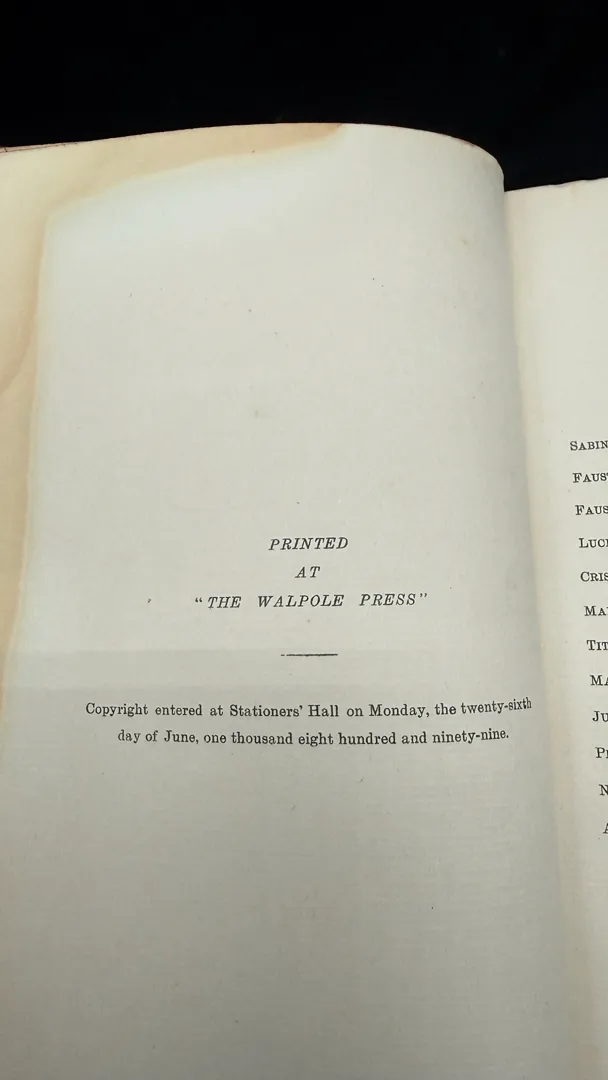 PRINTED
AT
“THE WALPOLE PRESS”
Copyright entered at Stationers’ Hall on Monday, the twenty-sixth
day of June, one thousand eight hundred and ninety-nine.